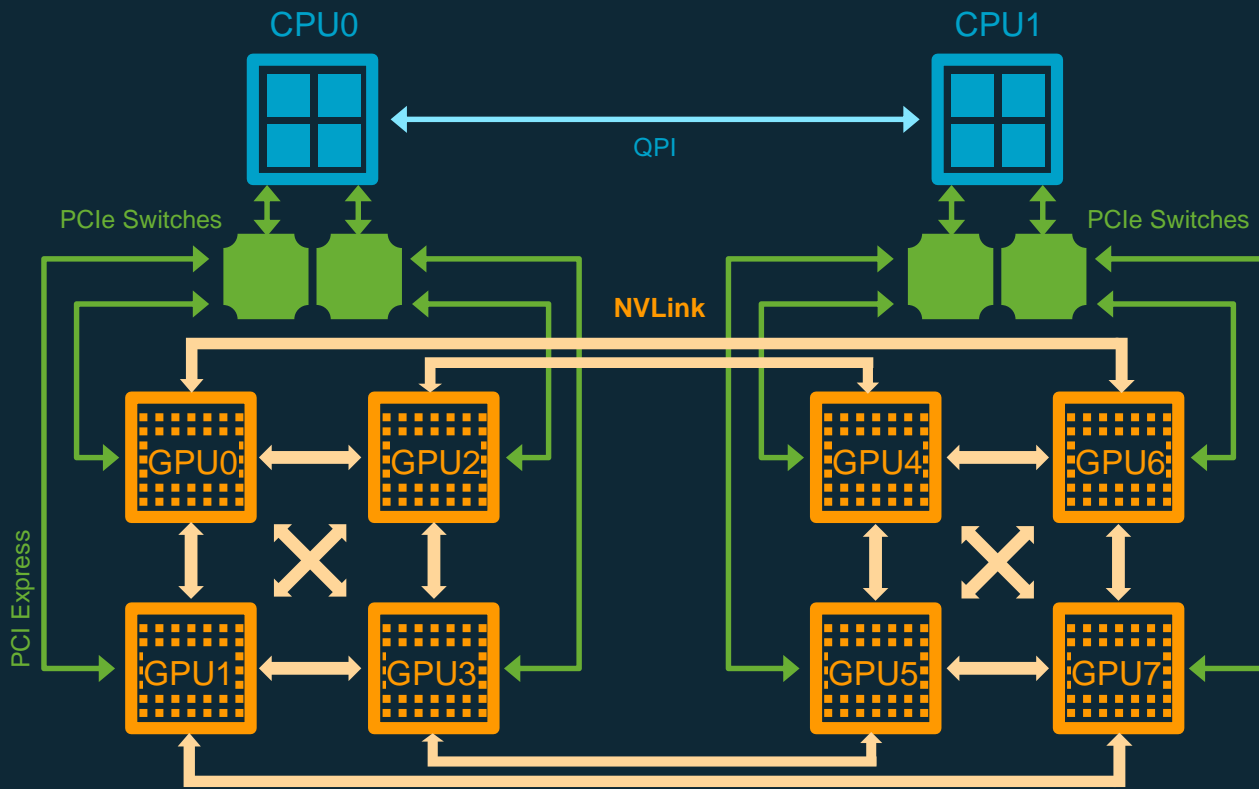 CPU0
CPU1
QPI
PCIe Switches
PCIe Switches
NVLink
GPU0
GPU2
GPU4
GPU6
PCI Express
GPU1
GPU3
GPU5
GPU7